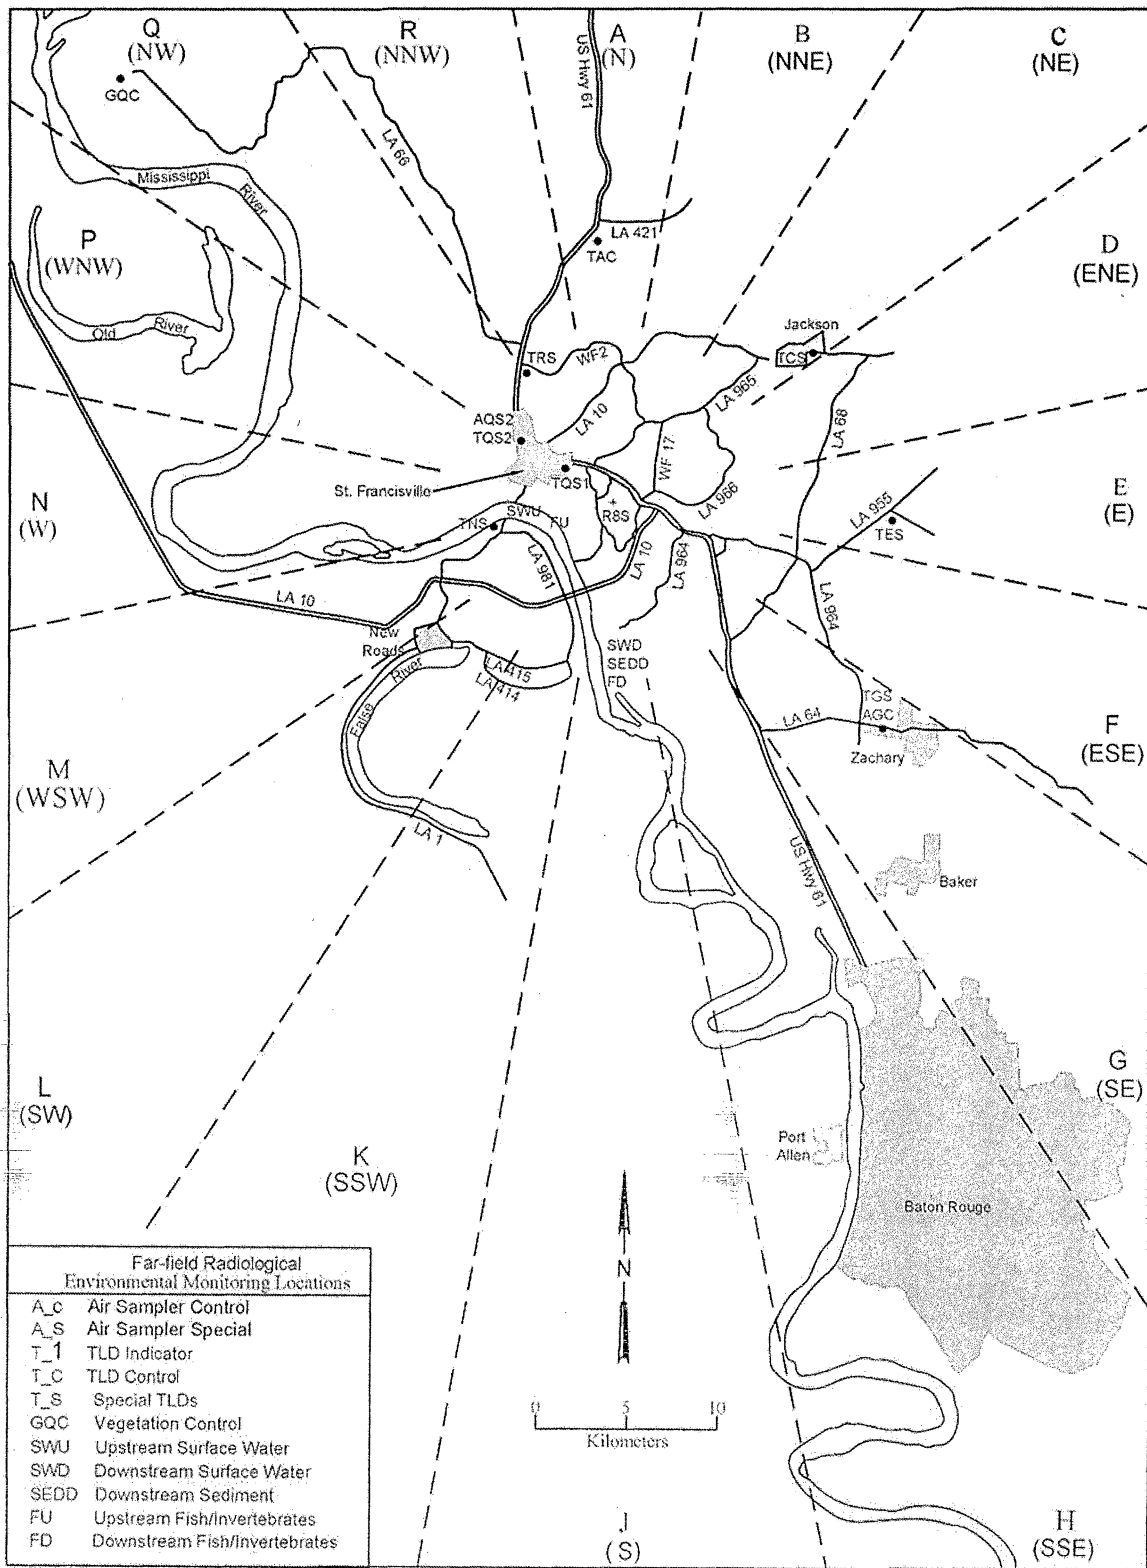 Q
(NW)
R
(NNW)
A
(N)
B
(NNE)
C
(NE)
GQC
US Hwy 61
LA 66
Mississippi
River
P
(WNW)
LA 421
TAC
D
(ENE)
Old
River
Jackson
TCS
TRS
WF2
LA 965
LA 10
LA 68
AQS2
TQS2
WF 17
St. Francisville
TQS1
LA 966
E
(E)
N
(W)
RBS
SWU
FU
TNS
LA 955
TES
LA 981
LA 10
LA 964
LA 10
LA 964
New
Roads
River
LA 415
LA 414
SWD
SEDD
FD
False
TGS
AGC
LA 64
Zachary
F
(ESE)
M
(WSW)
LA 1
US Hwy 61
Baker
L
(SW)
G
(SE)
K
(SSW)
Port
Allen
Baton Rouge
N
Far-field Radiological
Environmental Monitoring Locations
A_C Air Sampler Control
A_S Air Sampler Special
T_1 TLD Indicator
T_C TLD Control
T_S Special TLDs
GQC Vegetation Control
SWU Upstream Surface Water
SWD Downstream Surface Water
SEDD Downstream Sediment
FU Upstream Fish/Invertebrates
FD Downstream Fish/Invertebrates
0 5 10
Kilometers
J
(S)
H
(SSE)